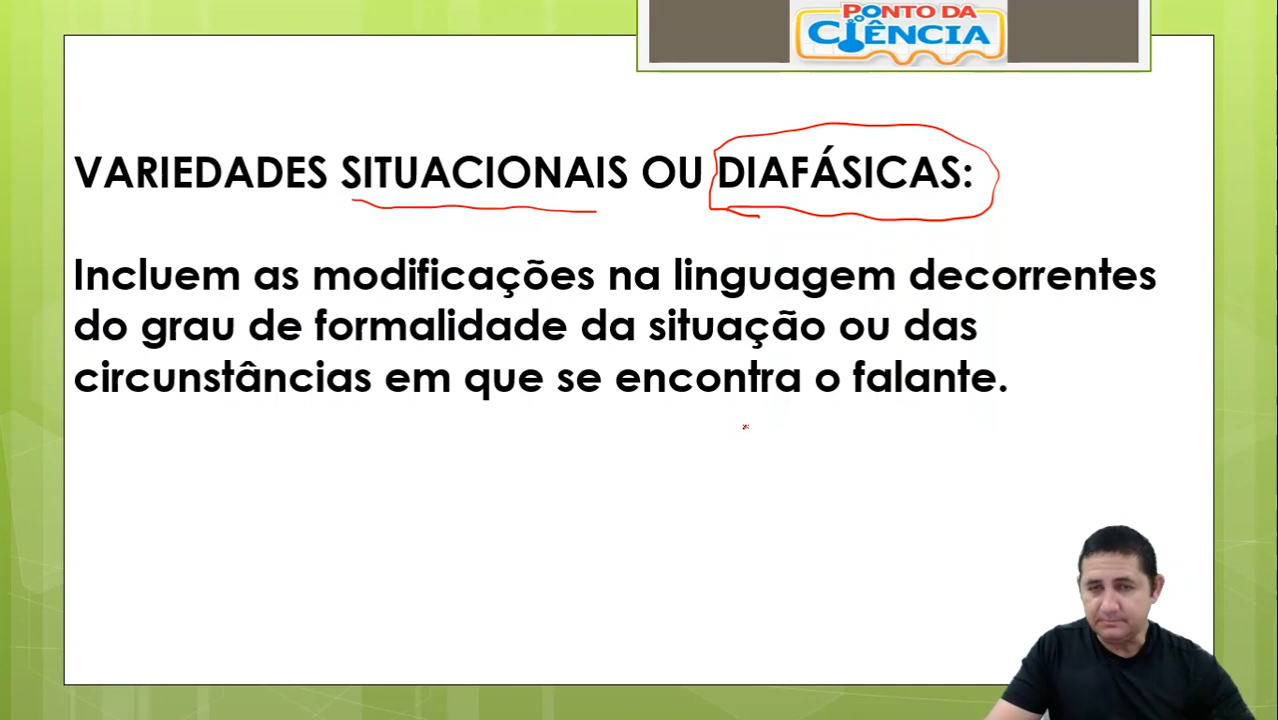 PONTO DA
CIÊNCIA
VARIEDADES SITUACIONAIS OU DIAFÁSICAS:
Incluem as modificações na linguagem decorrentes
do grau de formalidade da situação ou das
circunstâncias em que se encontra o falante.